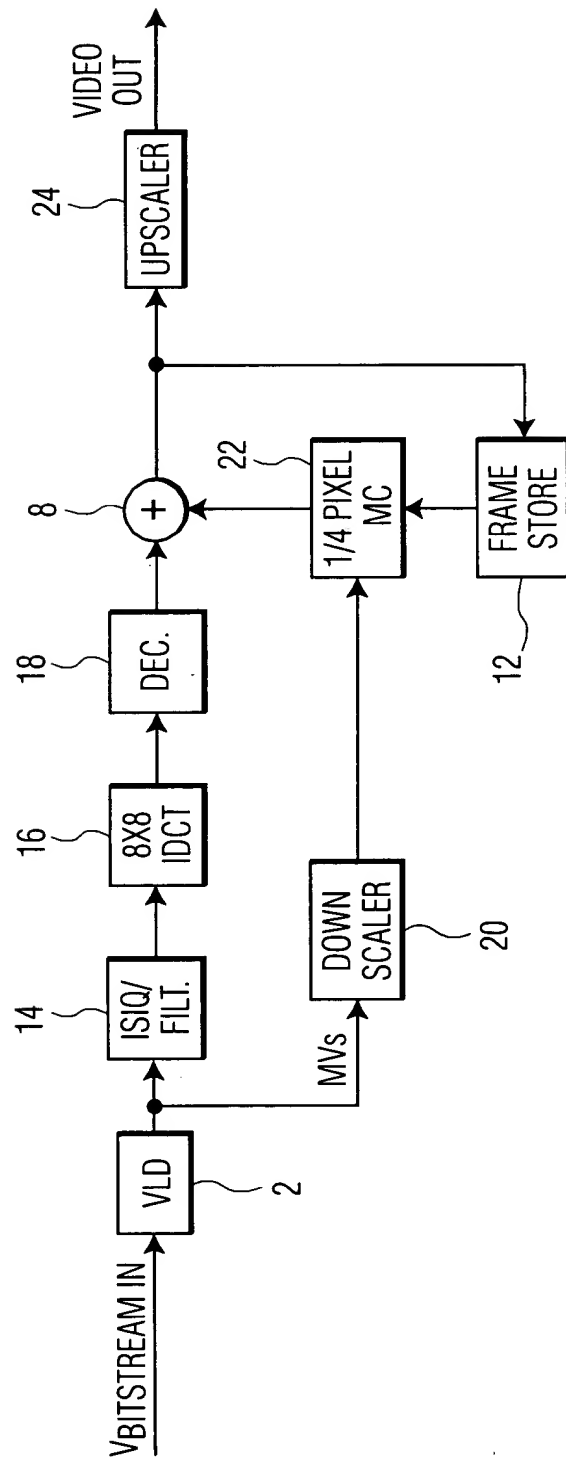 VBITSTREAM IN
VLD
2
14
ISIQ/
FILT.
16
8X8
IDCT
18
DEC.
8
+
24
UPSCALER
VIDEO
OUT
MVs
DOWN
SCALER
20
22
1/4 PIXEL
MC
12
FRAME
STORE